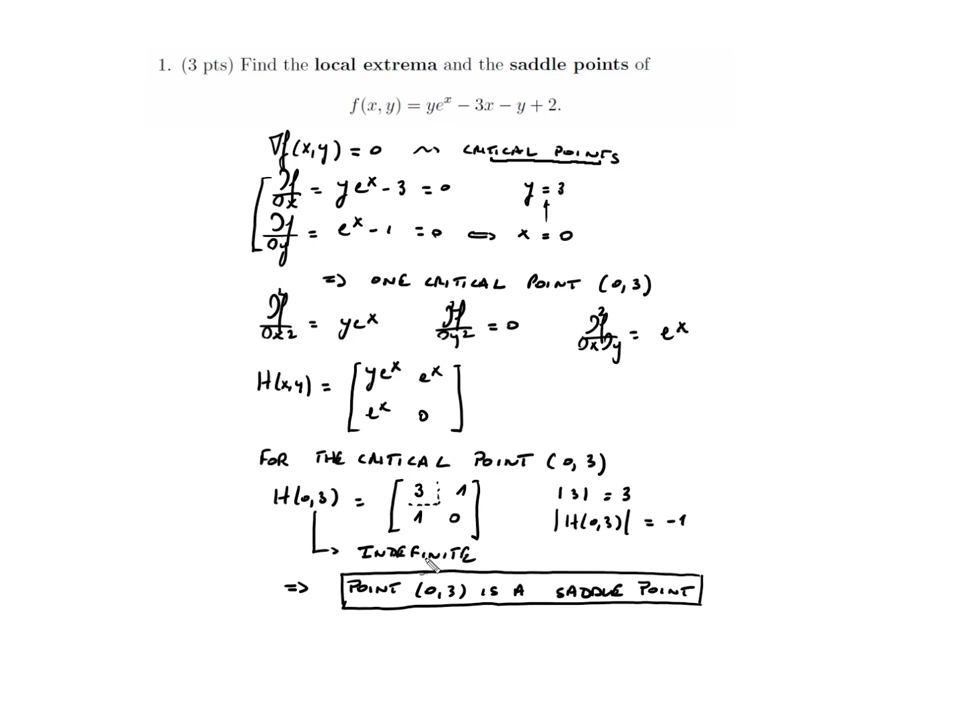 1. (3 pts) Find the local extrema and the saddle points of
f(x, y) = ye^x − 3x − y + 2.
∇f(x,y) = 0 ~ CRITICAL POINTS
∂f/∂x = ye^x - 3 = 0 y = 3
↑
∂f/∂y = e^x - 1 = 0 ⟺ x = 0
=> ONE CRITICAL POINT (0,3)
∂²f/∂x² = ye^x ∂²f/∂y² = 0 ∂²f/∂x∂y = e^x
H(x,y) = [ye^x e^x
e^x 0]
FOR THE CRITICAL POINT (0,3)
H(0,3) = [3 1 |3| = 3
1 0] |H(0,3)| = -1
↳ INDEFINITE
=> POINT (0,3) IS A SADDLE POINT